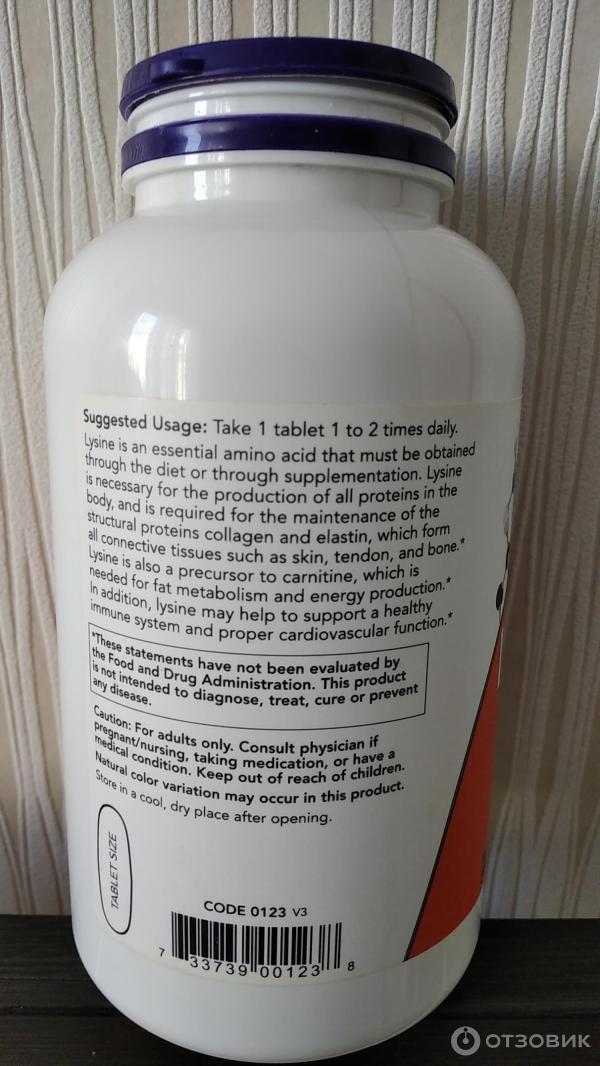 Suggested Usage: Take 1 tablet 1 to 2 times daily.
Lysine is an essential amino acid that must be obtained
through the diet or through supplementation. Lysine
is necessary for the production of all proteins in the
body, and is required for the maintenance of the
structural proteins collagen and elastin, which form
all connective tissues such as skin, tendon, and bone.*
Lysine is also a precursor to carnitine, which is
needed for fat metabolism and energy production.*
In addition, lysine may help to support a healthy
immune system and proper cardiovascular function.*
*These statements have not been evaluated by
the Food and Drug Administration. This product
is not intended to diagnose, treat, cure or prevent
any disease.
Caution: For adults only. Consult physician if
pregnant/nursing, taking medication, or have a
medical condition. Keep out of reach of children.
Natural color variation may occur in this product.
Store in a cool, dry place after opening.
TABLET SIZE
CODE 0123 V3
7 33739 00123 8
ОТЗОВИК